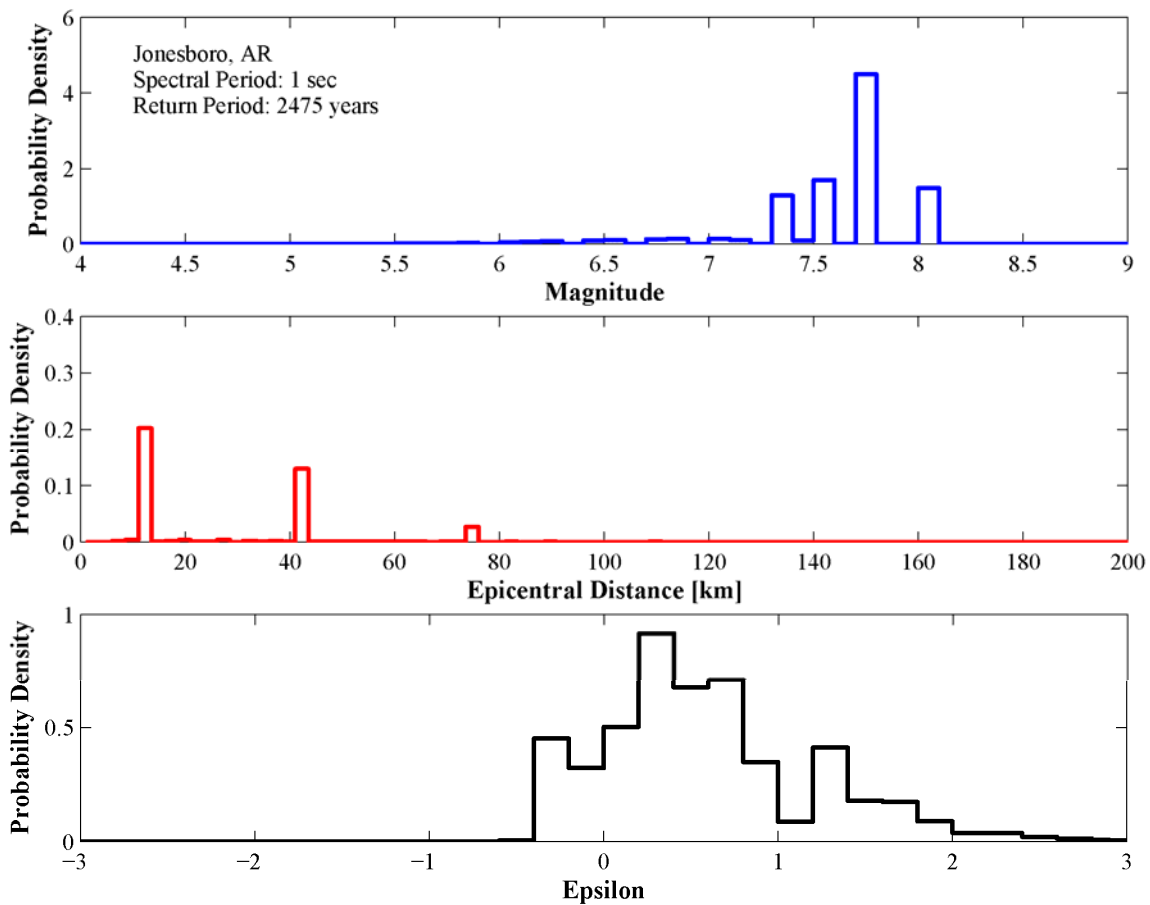 Probability Density
6
4
2
0
Jonesboro, AR
Spectral Period: 1 sec
Return Period: 2475 years
4 4.5 5 5.5 6 6.5 7 7.5 8 8.5 9
Magnitude
Probability Density
0.4
0.3
0.2
0.1
0
0 20 40 60 80 100 120 140 160 180 200
Epicentral Distance [km]
Probability Density
1
0.5
0
−3 −2 −1 0 1 2 3
Epsilon